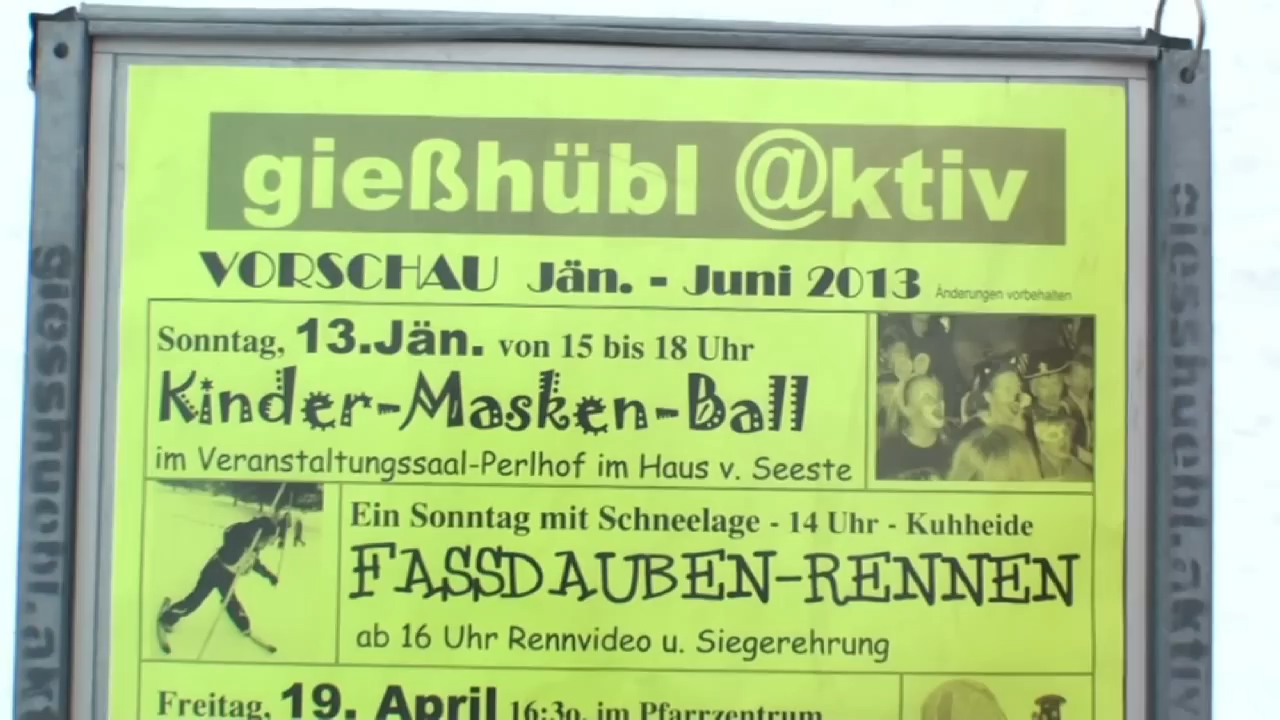 gießhübl @ktiv
VORSCHAU Jän. - Juni 2013 Änderungen vorbehalten
Sonntag, 13.Jän. von 15 bis 18 Uhr
Kinder-Masken-Ball
im Veranstaltungssaal-Perlhof im Haus v. Seeste
Ein Sonntag mit Schneelage - 14 Uhr - Kuhheide
FASSDAUBEN-RENNEN
ab 16 Uhr Rennvideo u. Siegerehrung
Freitag, 19. April 16:30, im Pfarrzentrum
giesshuebl.ak
giesshuebl.aktiv